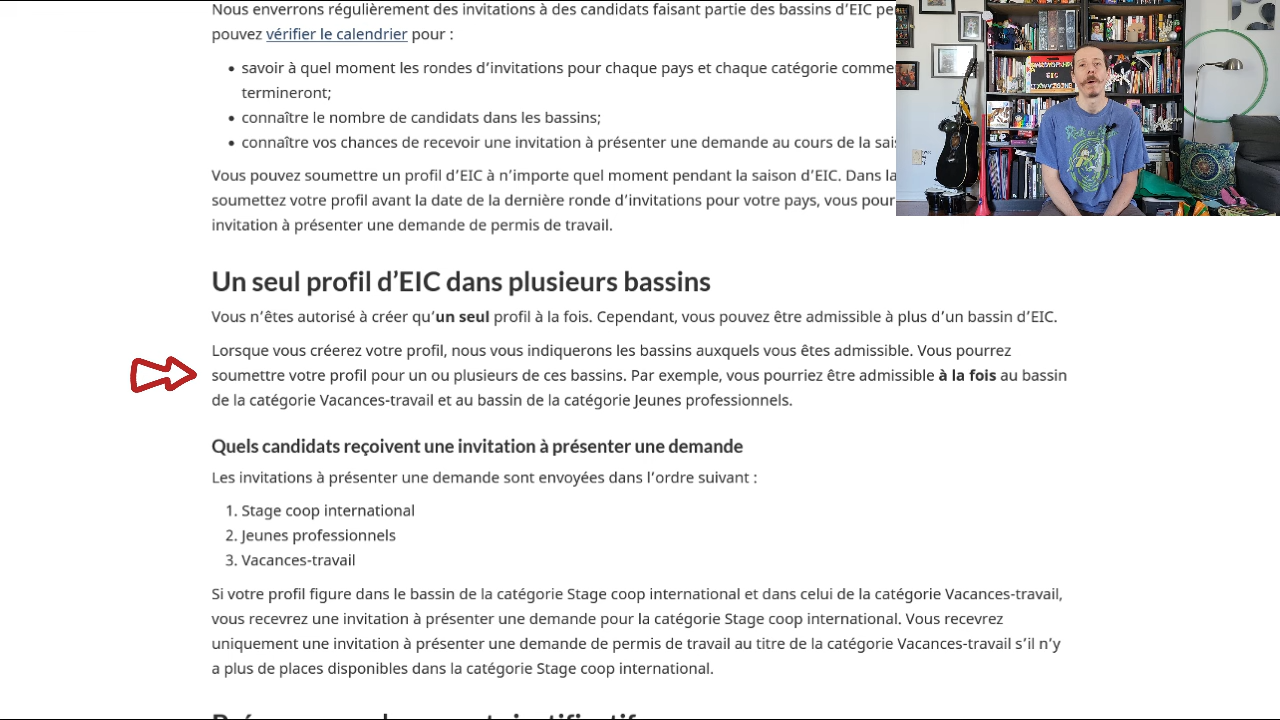 Nous enverrons régulièrement des invitations à des candidats faisant partie des bassins d'EIC
pouvez vérifier le calendrier pour :
• savoir à quel moment les rondes d'invitations pour chaque pays et chaque catégorie
termineront;
• connaître le nombre de candidats dans les bassins;
• connaître vos chances de recevoir une invitation à présenter une demande au cours de la
Vous pouvez soumettre un profil d'EIC à n'importe quel moment pendant la saison d'EIC. Dans la
soumettez votre profil avant la date de la dernière ronde d'invitations pour votre pays, vous
invitation à présenter une demande de permis de travail.
Un seul profil d'EIC dans plusieurs bassins
Vous n'êtes autorisé à créer qu'un seul profil à la fois. Cependant, vous pouvez être admissible à plus d'un bassin d'EIC.
Lorsque vous créerez votre profil, nous vous indiquerons les bassins auxquels vous êtes admissible. Vous pourrez
soumettre votre profil pour un ou plusieurs de ces bassins. Par exemple, vous pourriez être admissible à la fois au bassin
de la catégorie Vacances-travail et au bassin de la catégorie Jeunes professionnels.
Quels candidats reçoivent une invitation à présenter une demande
Les invitations à présenter une demande sont envoyées dans l'ordre suivant :
1. Stage coop international
2. Jeunes professionnels
3. Vacances-travail
Si votre profil figure dans le bassin de la catégorie Stage coop international et dans celui de la catégorie Vacances-travail,
vous recevrez une invitation à présenter une demande pour la catégorie Stage coop international. Vous recevrez
uniquement une invitation à présenter une demande de permis de travail au titre de la catégorie Vacances-travail s'il n'y
a plus de places disponibles dans la catégorie Stage coop international.